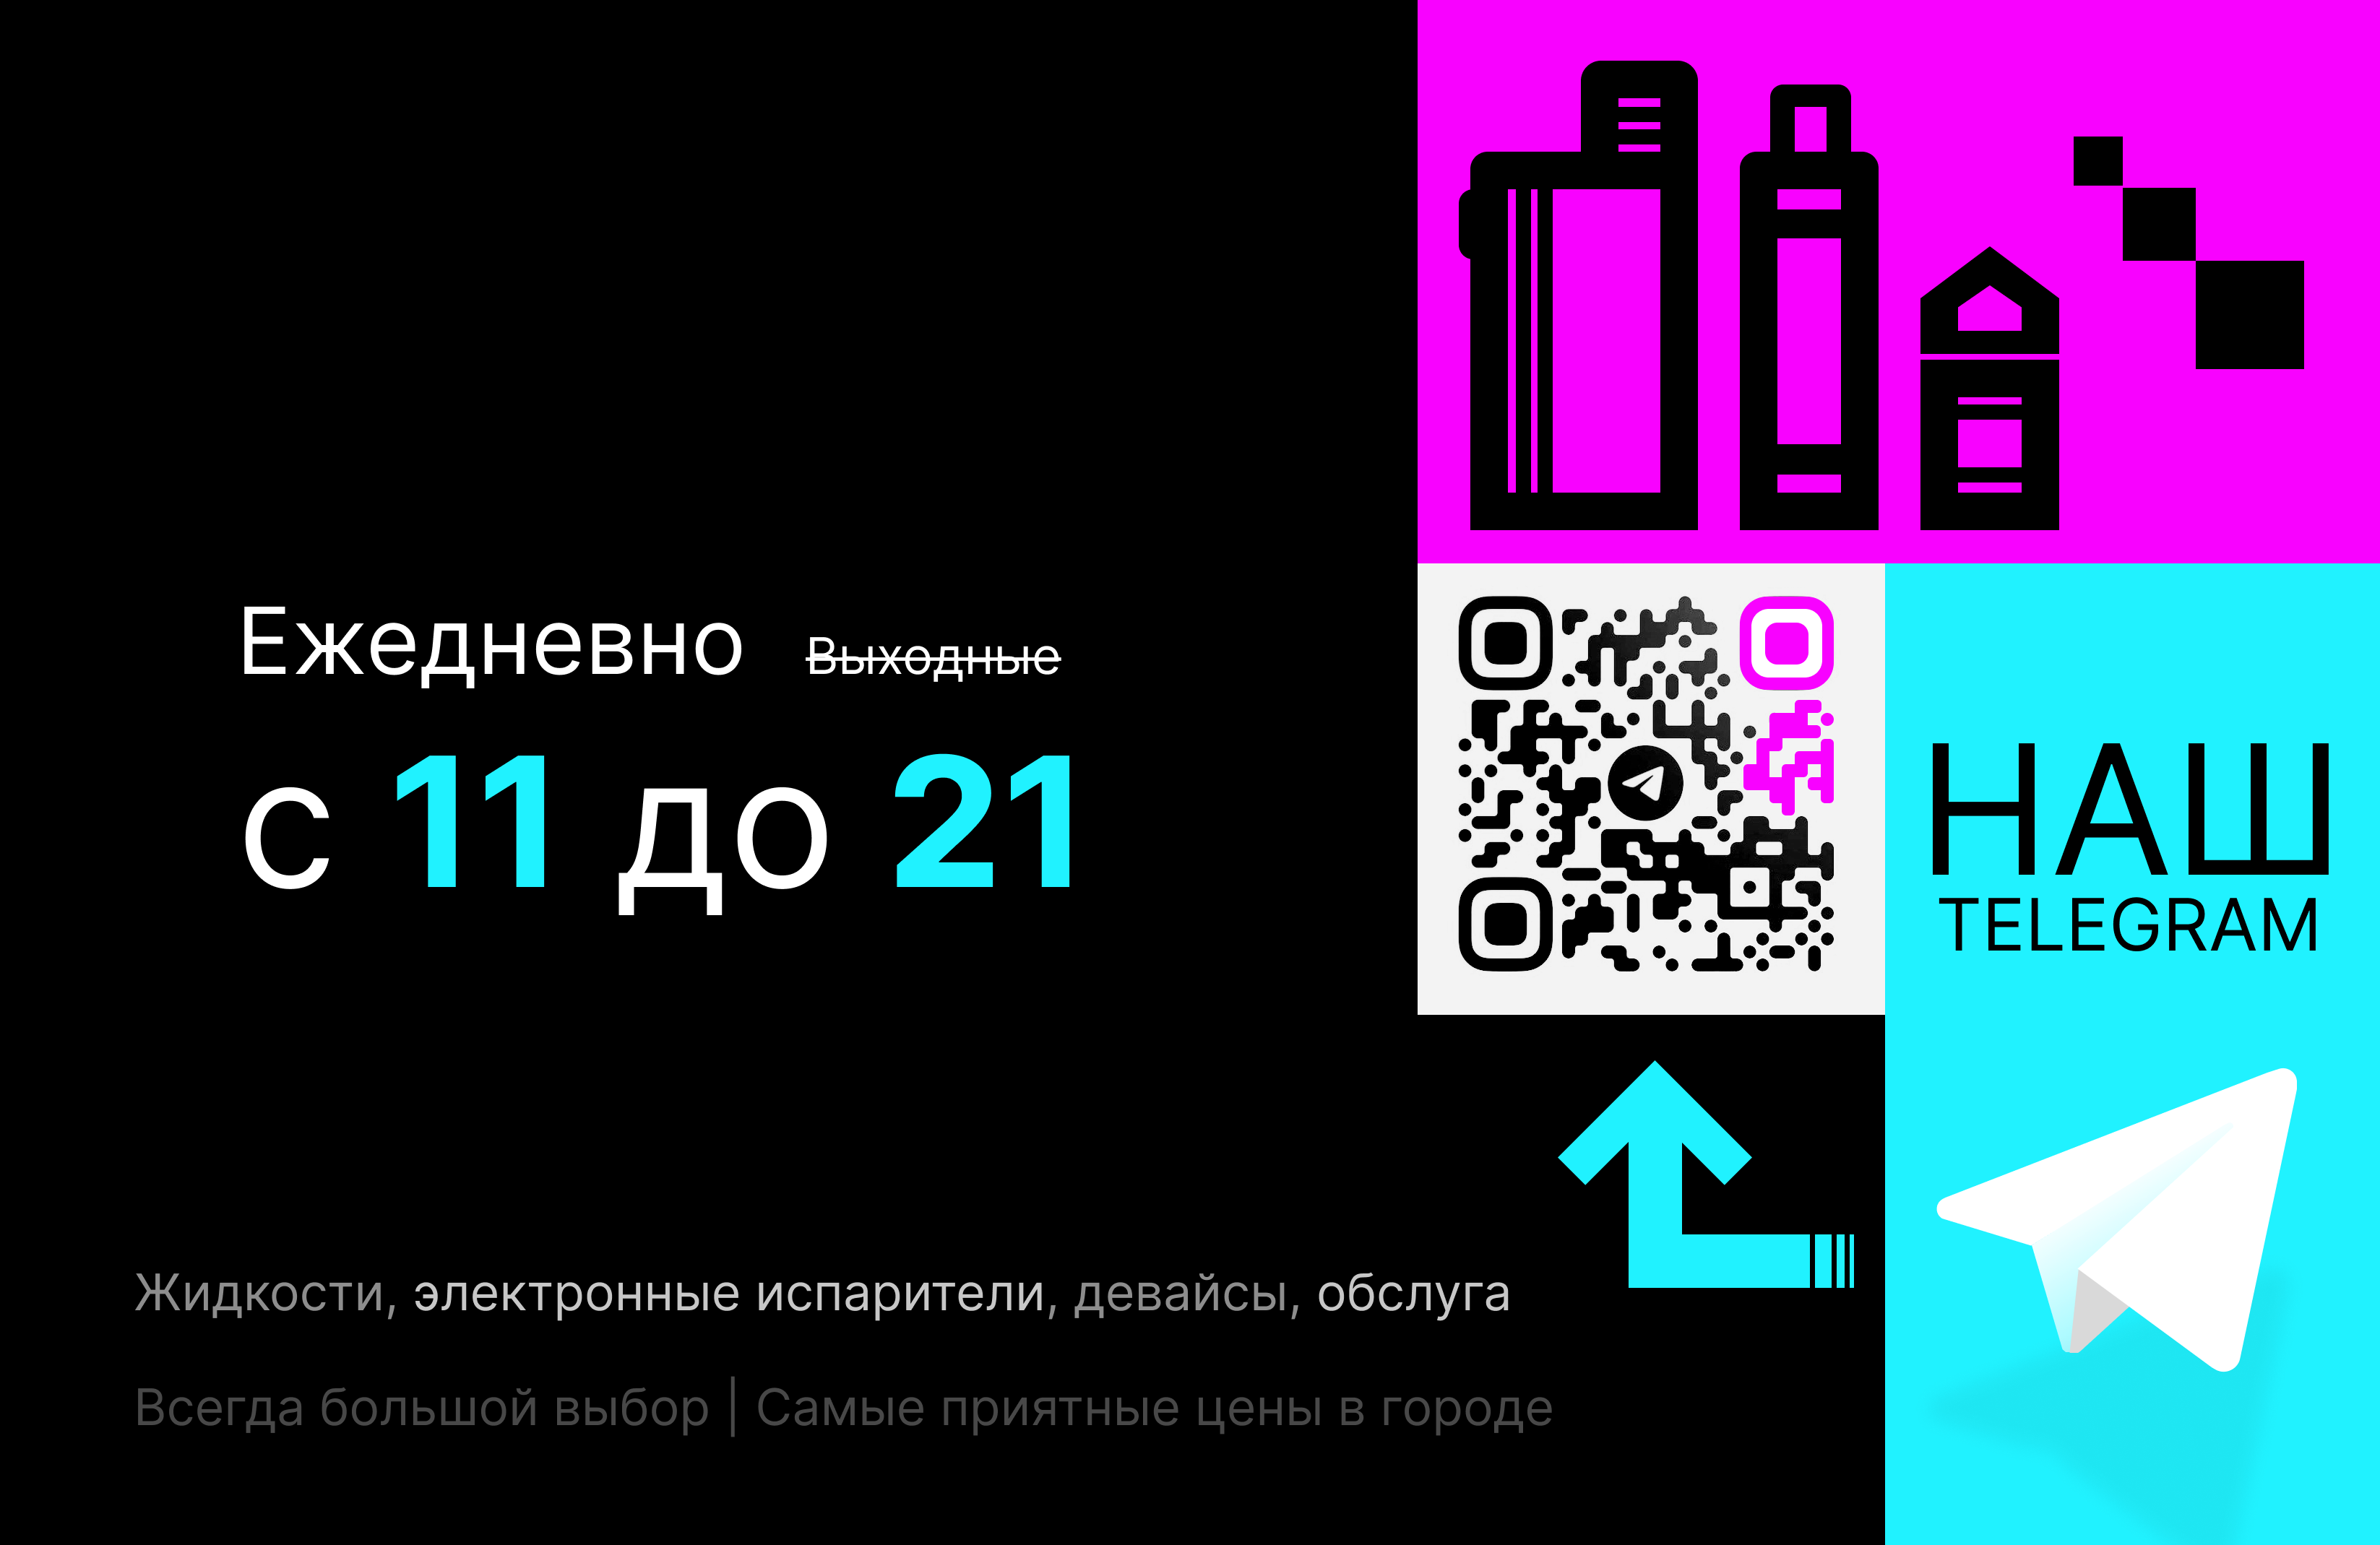 Ежедневно Выходные
с 11 до 21
НАШ
TELEGRAM
Жидкости, электронные испарители, девайсы, обслуга
Всегда большой выбор | Самые приятные цены в городе